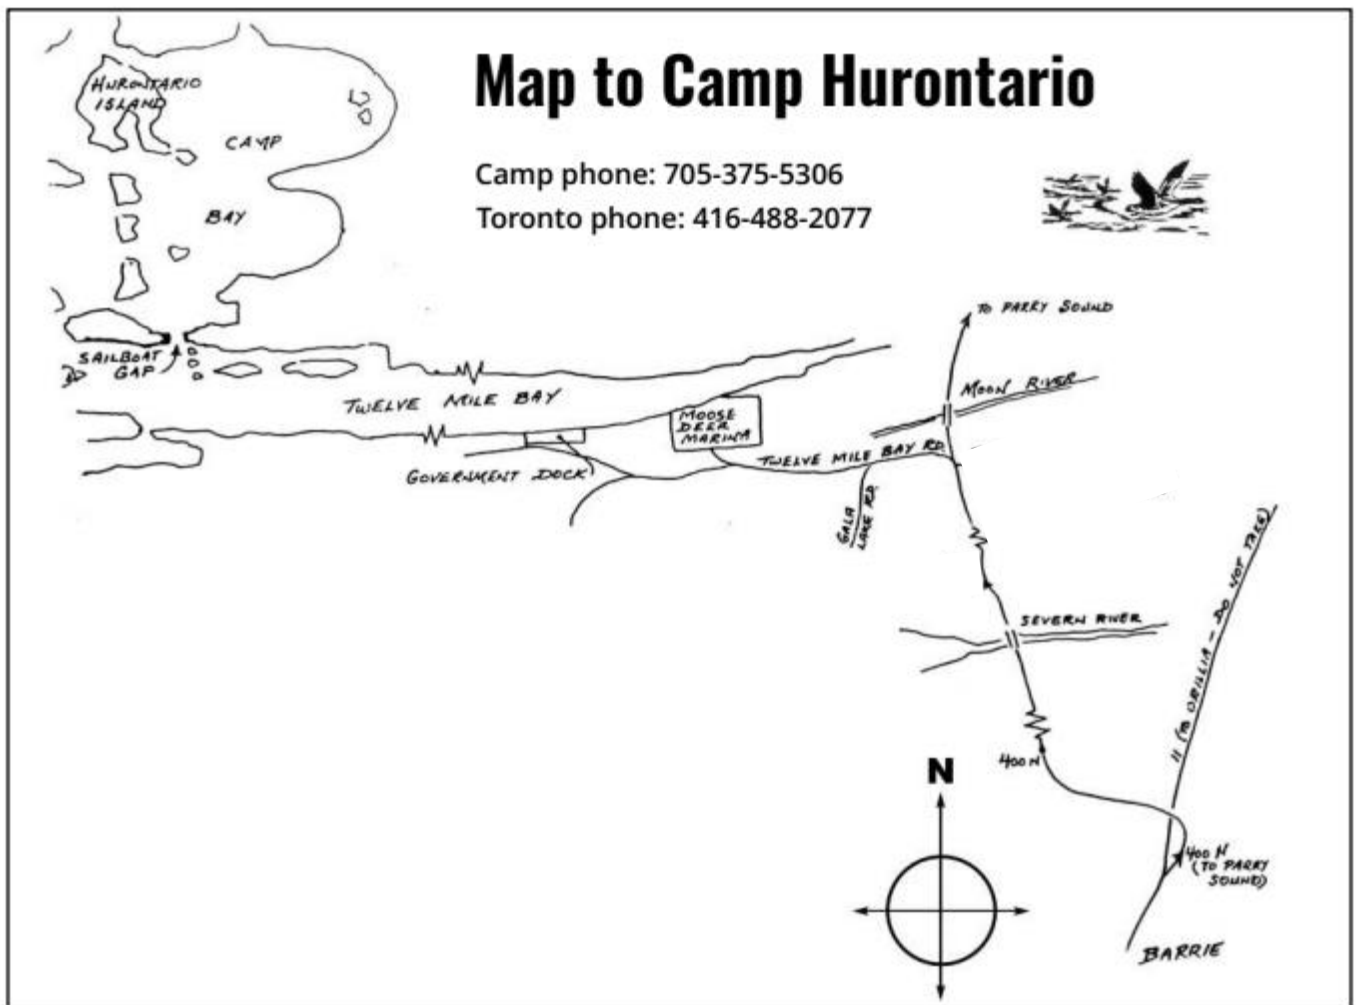 Map to Camp Hurontario
Camp phone: 705-375-5306
Toronto phone: 416-488-2077
HURONTARIO
ISLAND
CAMP
BAY
SAILBOAT
GAP
TWELVE MILE BAY
GOVERNMENT DOCK
MOOSE
DEER
MARINA
TO PARRY SOUND
MOON RIVER
TWELVE MILE BAY RD.
GALA
LAKE RD.
SEVERN RIVER
11 (TO ORILLIA - DO NOT TAKE)
400 N
N
400 N
(TO PARRY
SOUND)
BARRIE